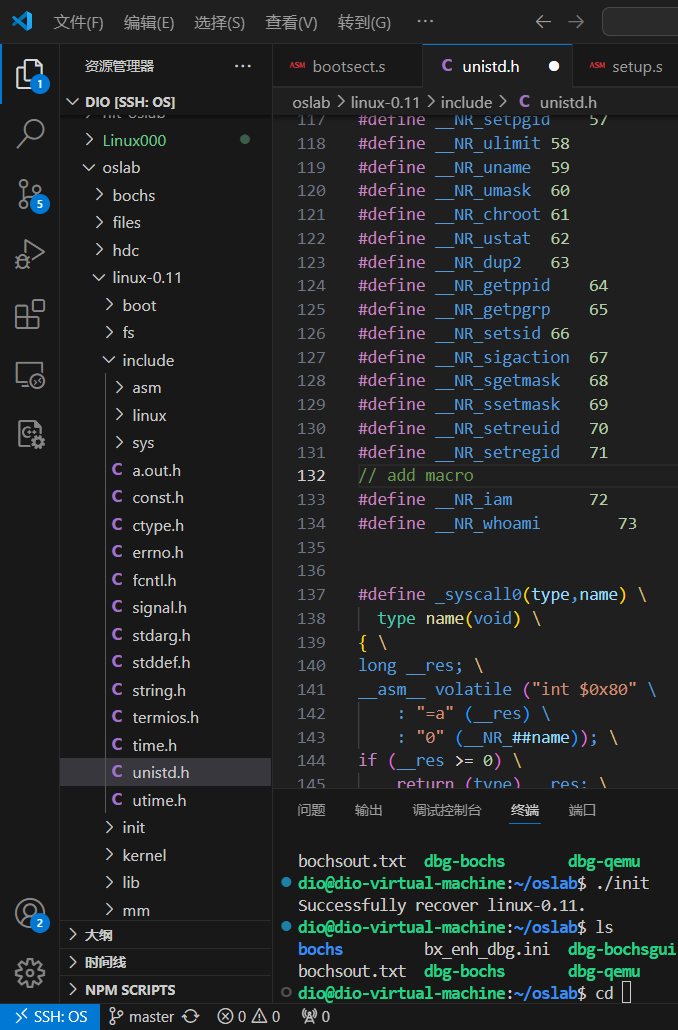 文件(F) 编辑(E) 选择(S) 查看(V) 转到(G) ···
资源管理器 ···
ASM bootsect.s C unistd.h ASM setup.s
DIO [SSH: OS]
oslab > linux-0.11 > include > C unistd.h
hit-oslab
Linux000
oslab
bochs
files
hdc
linux-0.11
boot
fs
include
asm
linux
sys
C a.out.h
C const.h
C ctype.h
C errno.h
C fcntl.h
C signal.h
C stdarg.h
C stddef.h
C string.h
C termios.h
C time.h
C unistd.h
C utime.h
init
kernel
lib
mm
大纲
时间线
NPM SCRIPTS
1
5
2
117 #define __NR_setpgid 57
118 #define __NR_ulimit 58
119 #define __NR_uname 59
120 #define __NR_umask 60
121 #define __NR_chroot 61
122 #define __NR_ustat 62
123 #define __NR_dup2 63
124 #define __NR_getppid 64
125 #define __NR_getpgrp 65
126 #define __NR_setsid 66
127 #define __NR_sigaction 67
128 #define __NR_sgetmask 68
129 #define __NR_ssetmask 69
130 #define __NR_setreuid 70
131 #define __NR_setregid 71
132 // add macro
133 #define __NR_iam 72
134 #define __NR_whoami 73
135
136
137 #define _syscall0(type,name) \
138 type name(void) \
139 { \
140 long __res; \
141 __asm__ volatile ("int $0x80" \
142 : "=a" (__res) \
143 : "0" (__NR_##name)); \
144 if (__res >= 0) \
145 return (type) __res; \
问题 输出 调试控制台 终端 端口
bochsout.txt dbg-bochs dbg-qemu
dio@dio-virtual-machine:~/oslab$ ./init
Successfully recover linux-0.11.
dio@dio-virtual-machine:~/oslab$ ls
bochs bx_enh_dbg.ini dbg-bochsgui
bochsout.txt dbg-bochs dbg-qemu
dio@dio-virtual-machine:~/oslab$ cd
SSH: OS master 0 0 0